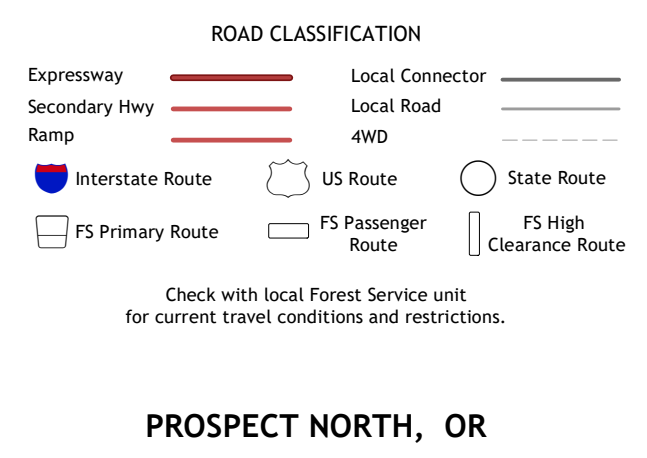 ROAD CLASSIFICATION
Expressway
Local Connector
Secondary Hwy
Local Road
Ramp
4WD
Interstate Route
US Route
State Route
FS Primary Route
FS Passenger
Route
FS High
Clearance Route
Check with local Forest Service unit
for current travel conditions and restrictions.
PROSPECT NORTH, OR